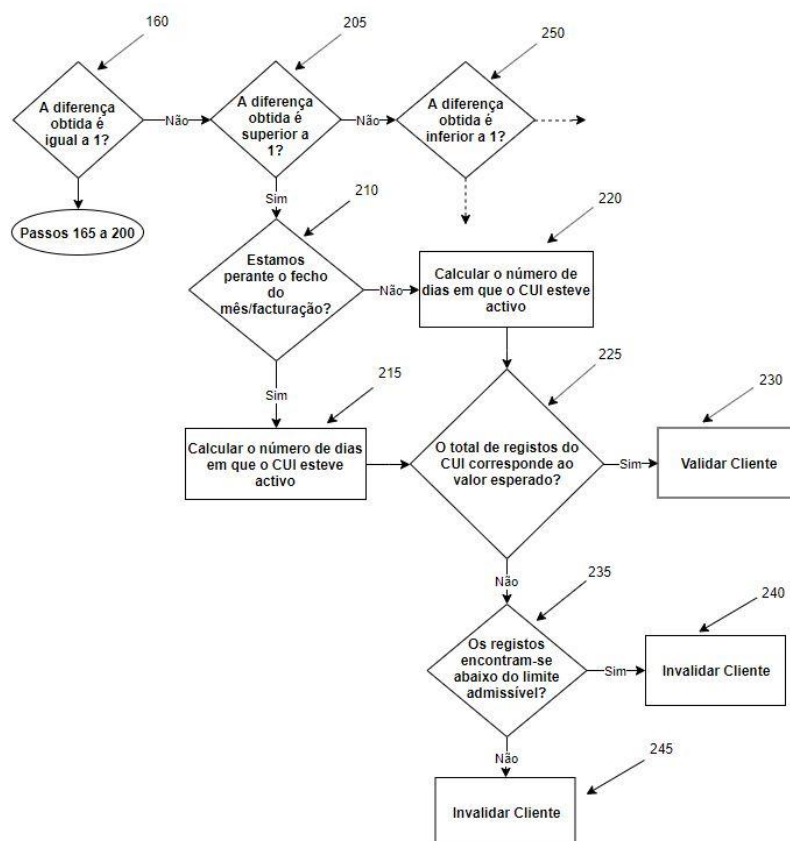 160
205
250
A diferença
obtida é
igual a 1?
Não
A diferença
obtida é
superior a
1?
Não
A diferença
obtida é
inferior a 1?
Passos 165 a 200
Sim
210
220
Estamos
perante o fecho
do
mês/facturação?
Não
Calcular o número de
dias em que o CUI esteve
activo
Sim
215
225
230
Calcular o número de dias
em que o CUI esteve
activo
O total de registos do
CUI corresponde ao
valor esperado?
Sim
Validar Cliente
Não
235
240
Os registos
encontram-se
abaixo do limite
admissível?
Sim
Invalidar Cliente
Não
245
Invalidar Cliente